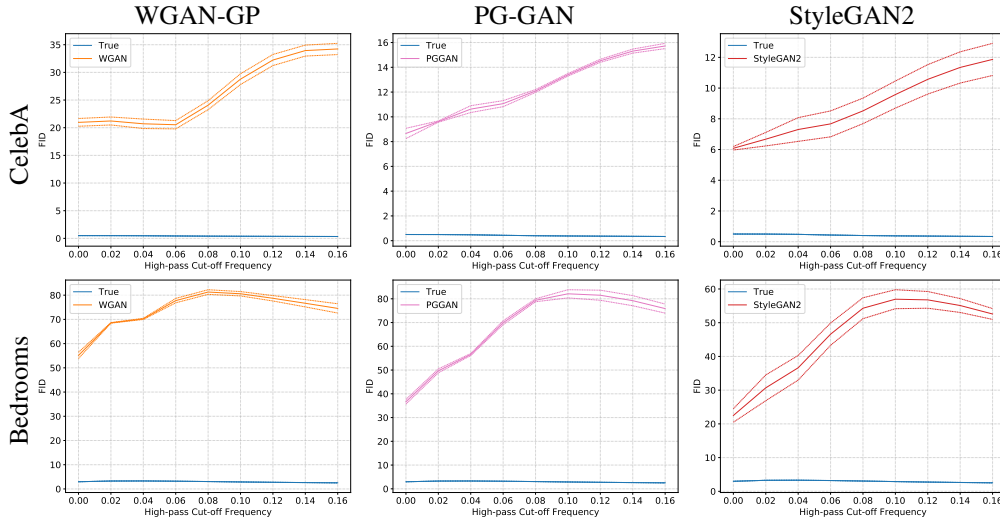 WGAN-GP PG-GAN StyleGAN2
CelebA
FID
35
30
25
20
15
10
5
0
True
WGAN
0.00 0.02 0.04 0.06 0.08 0.10 0.12 0.14 0.16
High-pass Cut-off Frequency
FID
16
14
12
10
8
6
4
2
0
True
PGGAN
0.00 0.02 0.04 0.06 0.08 0.10 0.12 0.14 0.16
High-pass Cut-off Frequency
FID
12
10
8
6
4
2
0
True
StyleGAN2
0.00 0.02 0.04 0.06 0.08 0.10 0.12 0.14 0.16
High-pass Cut-off Frequency
Bedrooms
FID
80
70
60
50
40
30
20
10
0
True
WGAN
0.00 0.02 0.04 0.06 0.08 0.10 0.12 0.14 0.16
High-pass Cut-off Frequency
FID
80
60
40
20
0
True
PGGAN
0.00 0.02 0.04 0.06 0.08 0.10 0.12 0.14 0.16
High-pass Cut-off Frequency
FID
60
50
40
30
20
10
0
True
StyleGAN2
0.00 0.02 0.04 0.06 0.08 0.10 0.12 0.14 0.16
High-pass Cut-off Frequency